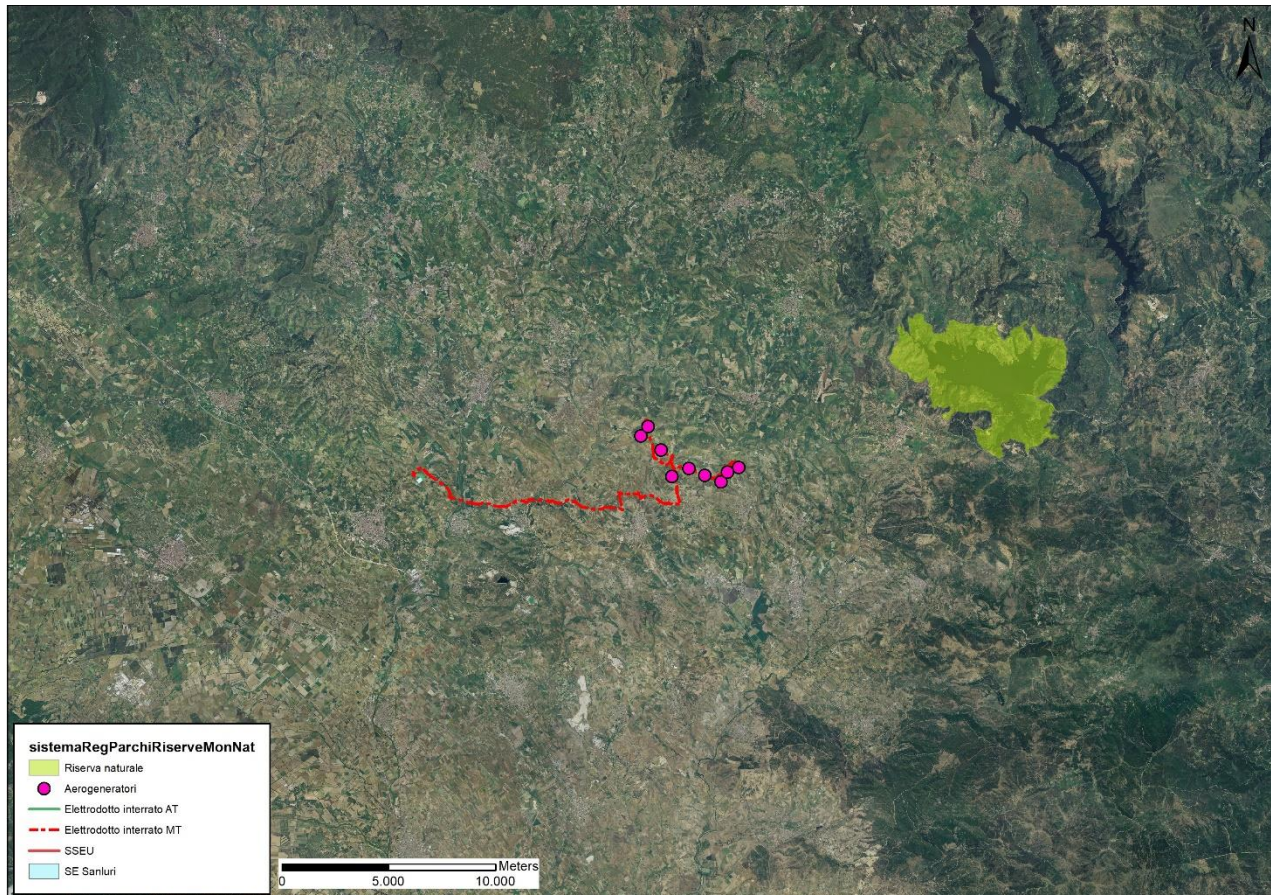 N
sistemaRegParchiRiserveMonNat
Riserva naturale
Aerogeneratori
Elettrodotto interrato AT
Elettrodotto interrato MT
SSEU
SE Sanluri
Meters
0 5.000 10.000